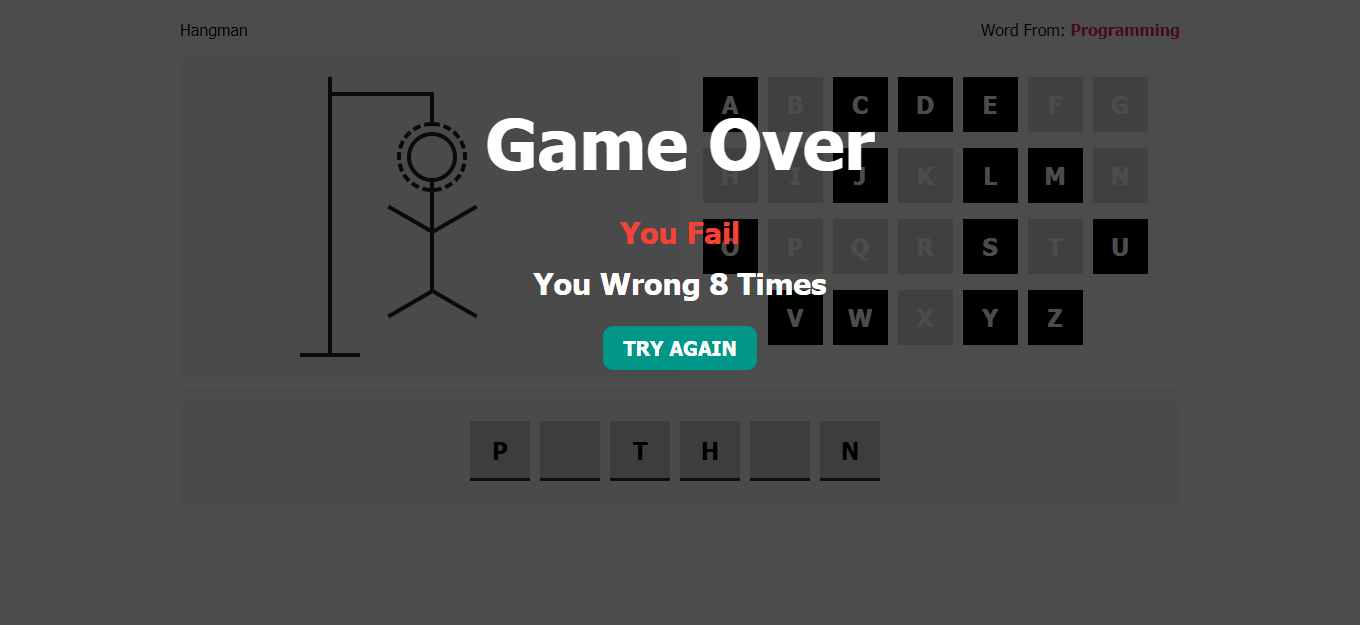 Hangman
Word From: Programming
A B C D E F G
Game Over
H I J K L M N
You Fail
O P Q R S T U
You Wrong 8 Times
V W X Y Z
TRY AGAIN
P T H N